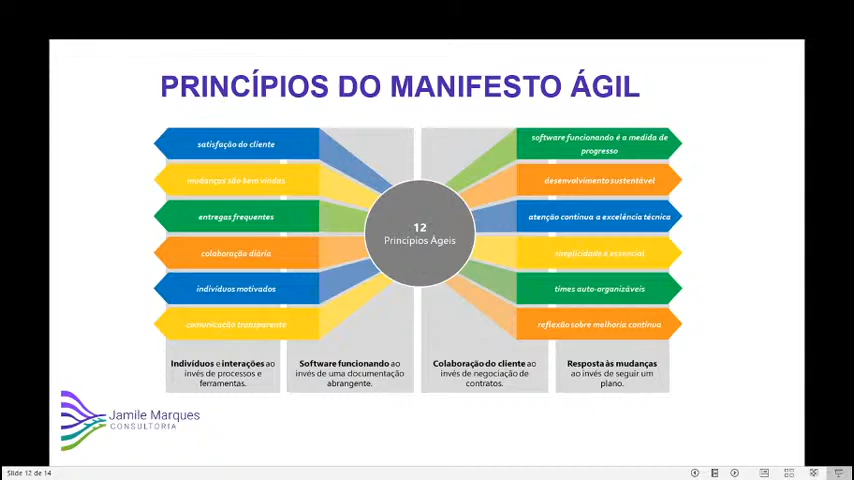 PRINCÍPIOS DO MANIFESTO ÁGIL
satisfação do cliente
mudanças são bem vindas
entregas frequentes
colaboração diária
indivíduos motivados
comunicação transparente
12
Princípios Ágeis
software funcionando é a medida de
progresso
desenvolvimento sustentável
atenção contínua a excelência técnica
simplicidade é essencial
times auto-organizáveis
reflexão sobre melhoria contínua
Indivíduos e interações ao
invés de processos e
ferramentas.
Software funcionando ao
invés de uma documentação
abrangente.
Colaboração do cliente ao
invés de negociação de
contratos.
Resposta às mudanças
ao invés de seguir um
plano.
Jamile Marques
CONSULTORIA
Slide 12 de 14